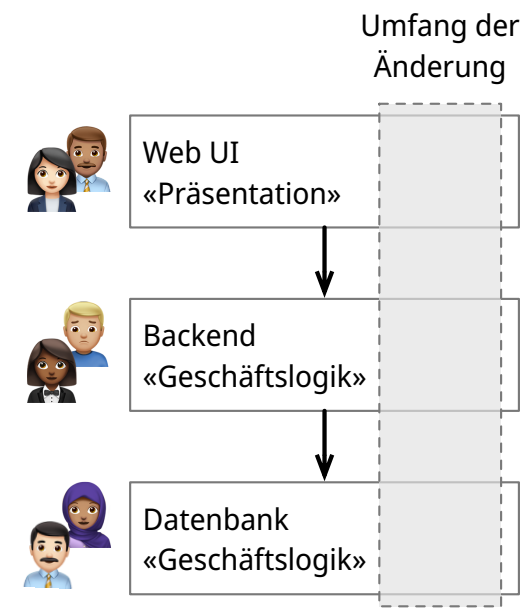 Umfang der
Änderung
Web UI
«Präsentation»
Backend
«Geschäftslogik»
Datenbank
«Geschäftslogik»